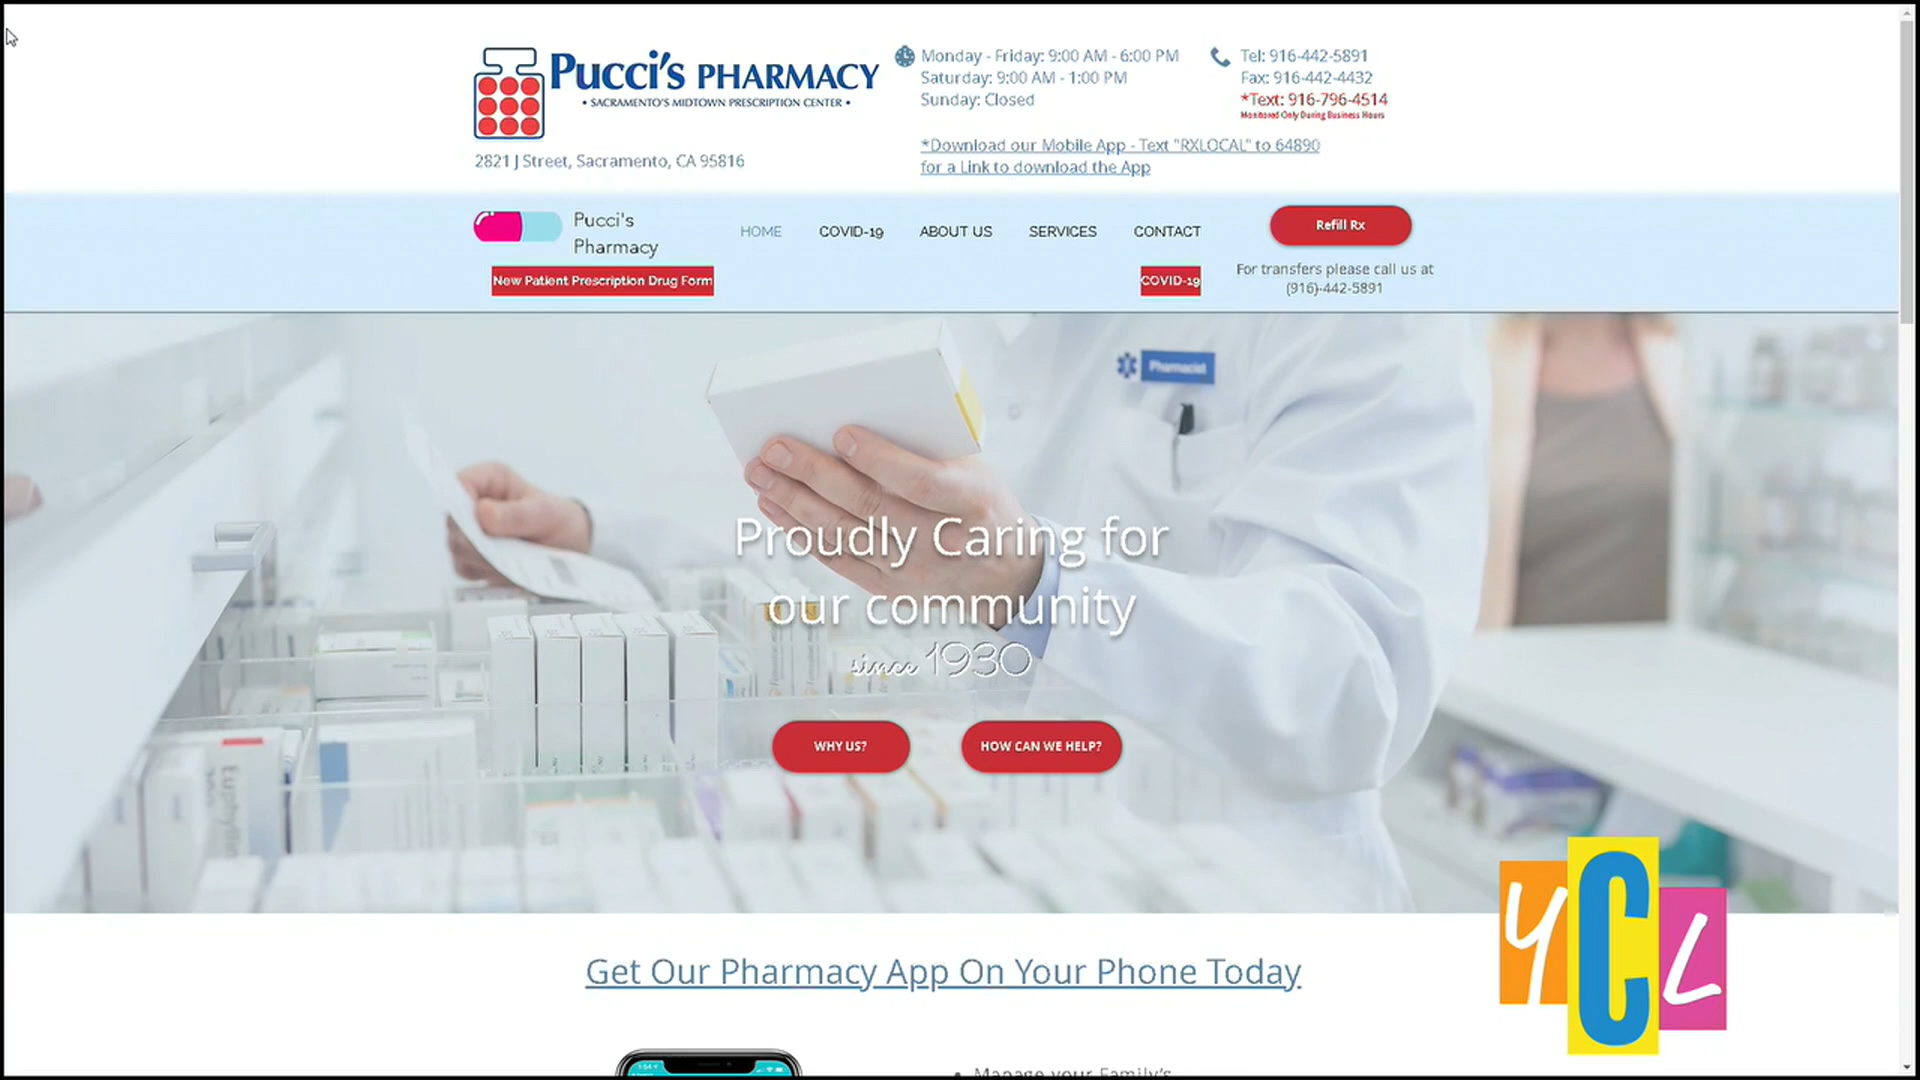 Pucci's PHARMACY
• SACRAMENTO'S MIDTOWN PRESCRIPTION CENTER •
2821 J Street, Sacramento, CA 95816
Monday - Friday: 9:00 AM - 6:00 PM
Saturday: 9:00 AM - 1:00 PM
Sunday: Closed
*Download our Mobile App - Text "RXLOCAL" to 64890
for a Link to download the App
Tel: 916-442-5891
Fax: 916-442-4432
*Text: 916-796-4514
Monitored Only During Business Hours
Pucci's
Pharmacy
HOME COVID-19 ABOUT US SERVICES CONTACT
Refill Rx
New Patient Prescription Drug Form
COVID-19
For transfers please call us at
(916)-442-5891
Pharmacist
Proudly Caring for
our community
since 1930
WHY US? HOW CAN WE HELP?
Get Our Pharmacy App On Your Phone Today
YCL
1:54
• Manage your Family's